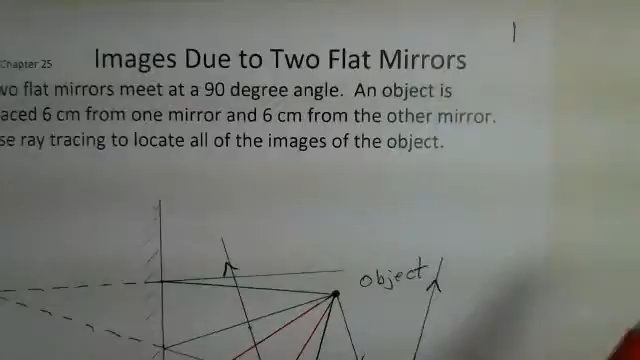 1
Chapter 25 Images Due to Two Flat Mirrors
wo flat mirrors meet at a 90 degree angle. An object is
aced 6 cm from one mirror and 6 cm from the other mirror.
se ray tracing to locate all of the images of the object.
object